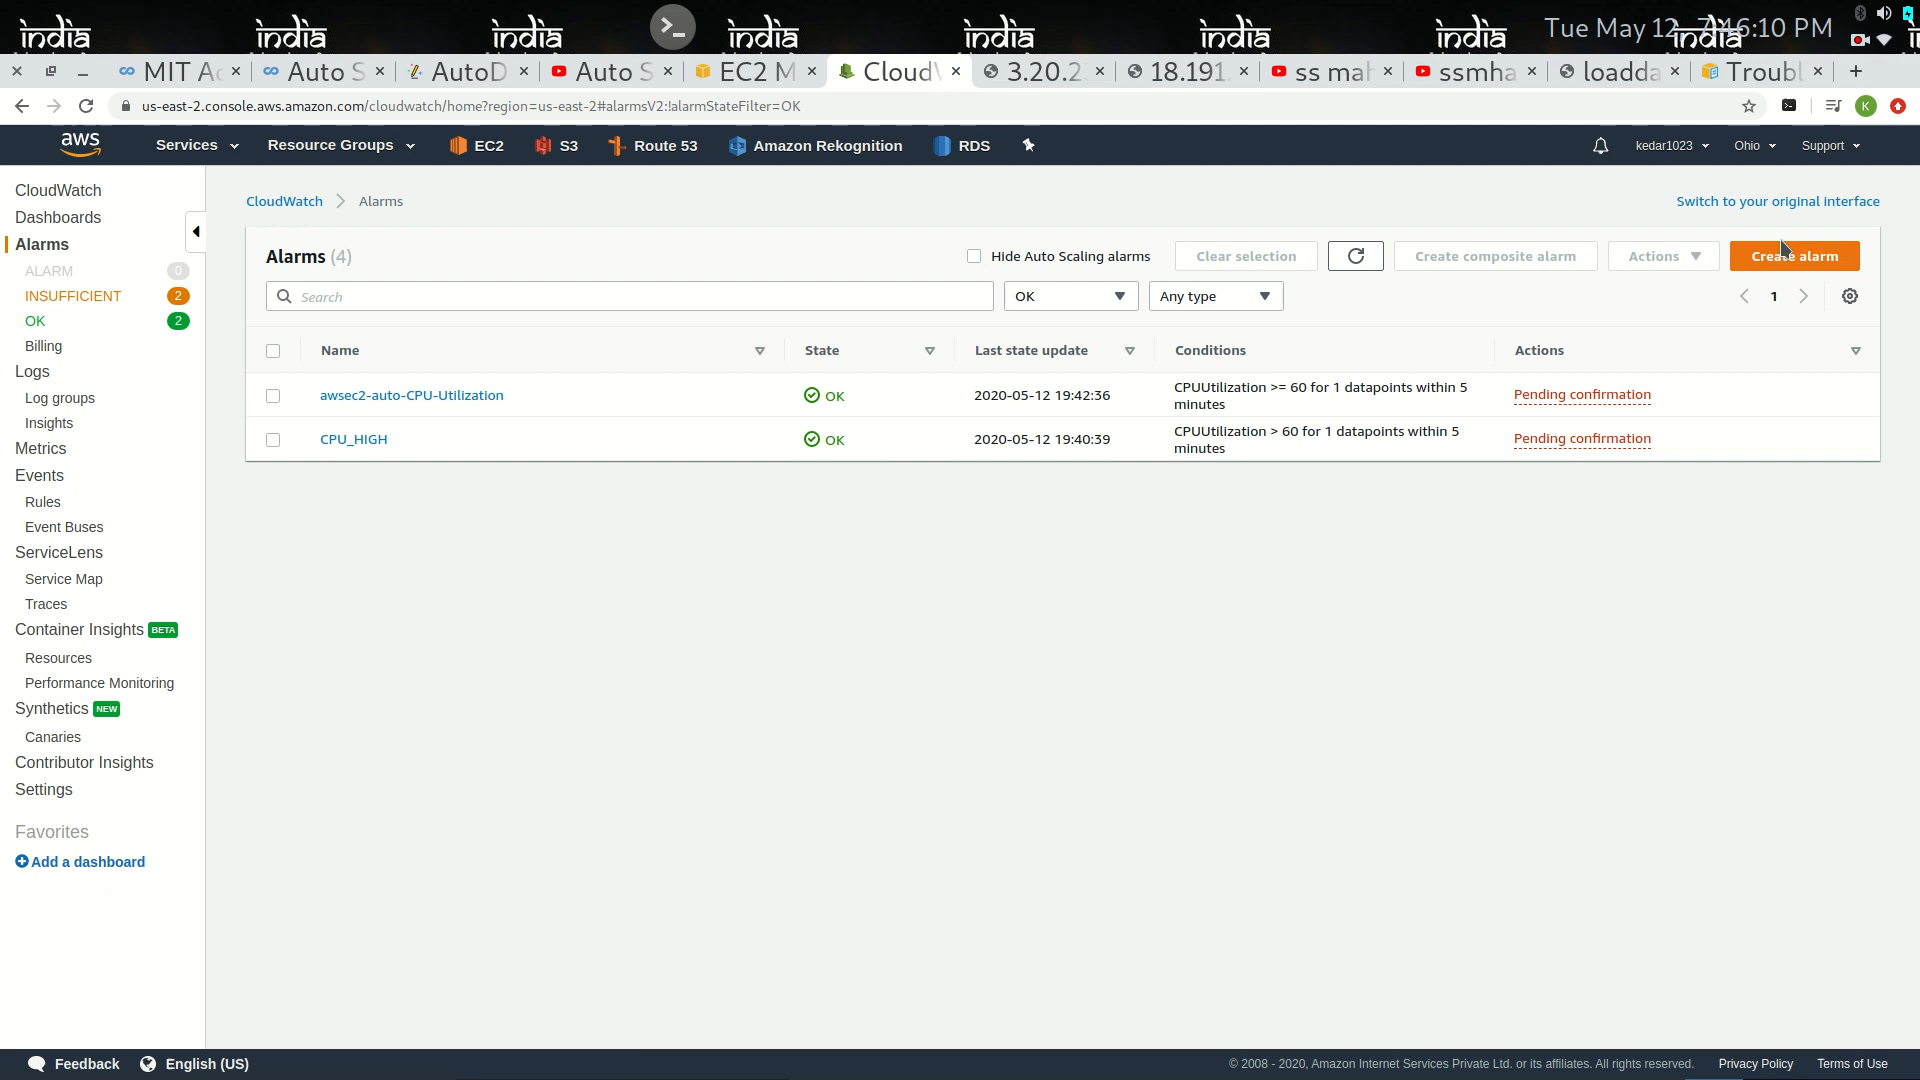 india india india india india india india Tue May 12, 7:46:10 PM
MIT Ac Auto S AutoD Auto S EC2 M Cloud 3.20.2 18.191. ss mah ssmha loadda Troubl
us-east-2.console.aws.amazon.com/cloudwatch/home?region=us-east-2#alarmsV2:!alarmStateFilter=OK K
aws Services Resource Groups EC2 S3 Route 53 Amazon Rekognition RDS kedar1023 Ohio Support
CloudWatch
Dashboards
Alarms
ALARM 0
INSUFFICIENT 2
OK 2
Billing
Logs
Log groups
Insights
Metrics
Events
Rules
Event Buses
ServiceLens
Service Map
Traces
Container Insights BETA
Resources
Performance Monitoring
Synthetics NEW
Canaries
Contributor Insights
Settings
Favorites
Add a dashboard
CloudWatch Alarms Switch to your original interface
Alarms (4) Hide Auto Scaling alarms Clear selection Create composite alarm Actions Create alarm
Search OK Any type 1
Name State Last state update Conditions Actions
awsec2-auto-CPU-Utilization OK 2020-05-12 19:42:36 CPUUtilization >= 60 for 1 datapoints within 5 minutes Pending confirmation
CPU_HIGH OK 2020-05-12 19:40:39 CPUUtilization > 60 for 1 datapoints within 5 minutes Pending confirmation
Feedback English (US) © 2008 - 2020, Amazon Internet Services Private Ltd. or its affiliates. All rights reserved. Privacy Policy Terms of Use